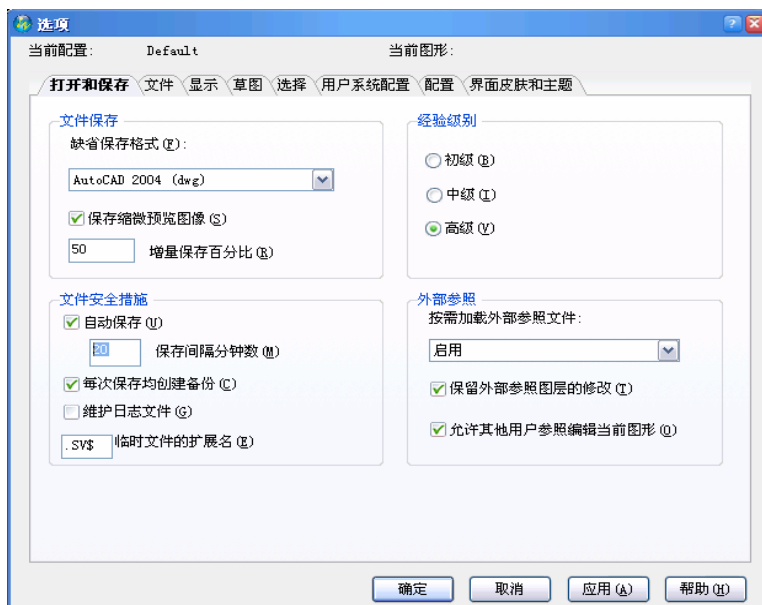 选项
当前配置: Default 当前图形:
打开和保存 文件 显示 草图 选择 用户系统配置 配置 界面皮肤和主题
文件保存
缺省保存格式(F):
AutoCAD 2004 (dwg)
保存缩微预览图像(S)
50 增量保存百分比(R)
经验级别
初级(B)
中级(I)
高级(V)
文件安全措施
自动保存(U)
20 保存间隔分钟数(M)
每次保存均创建备份(C)
维护日志文件(G)
.SV$ 临时文件的扩展名(E)
外部参照
按需加载外部参照文件:
启用
保留外部参照图层的修改(T)
允许其他用户参照编辑当前图形(O)
确定 取消 应用(A) 帮助(H)